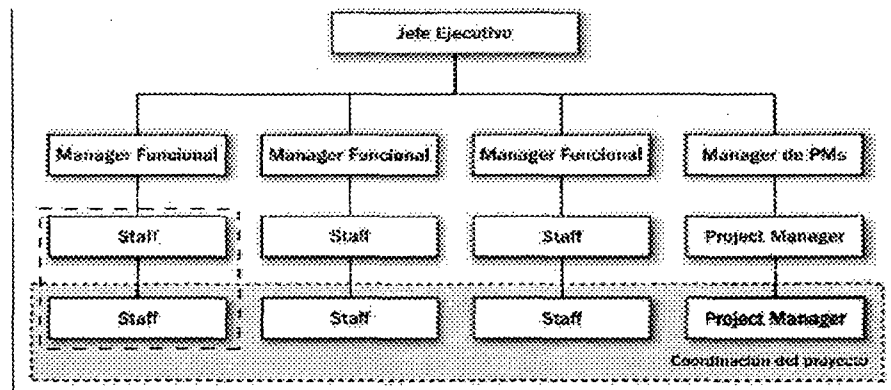 Jefe Ejecutivo
Manager Funcional
Manager Funcional
Manager Funcional
Manager de PMs
Staff
Staff
Staff
Project Manager
Staff
Staff
Staff
Project Manager
Coordinación del proyecto